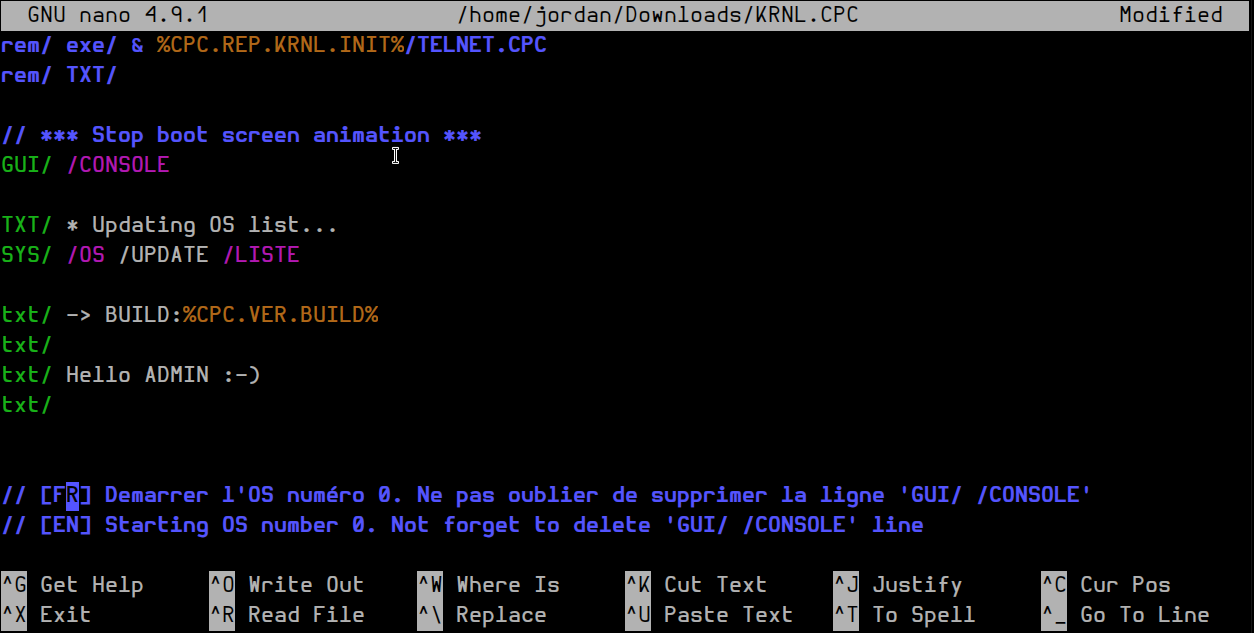 GNU nano 4.9.1 /home/jordan/Downloads/KRNL.CPC Modified
rem/ exe/ & %CPC.REP.KRNL.INIT%/TELNET.CPC
rem/ TXT/
// *** Stop boot screen animation ***
GUI/ /CONSOLE
TXT/ * Updating OS list...
SYS/ /OS /UPDATE /LISTE
txt/ -> BUILD:%CPC.VER.BUILD%
txt/
txt/ Hello ADMIN :-)
txt/
// [FR] Demarrer l'OS numéro 0. Ne pas oublier de supprimer la ligne 'GUI/ /CONSOLE'
// [EN] Starting OS number 0. Not forget to delete 'GUI/ /CONSOLE' line
^G Get Help ^O Write Out ^W Where Is ^K Cut Text ^J Justify ^C Cur Pos
^X Exit ^R Read File ^\ Replace ^U Paste Text ^T To Spell ^_ Go To Line